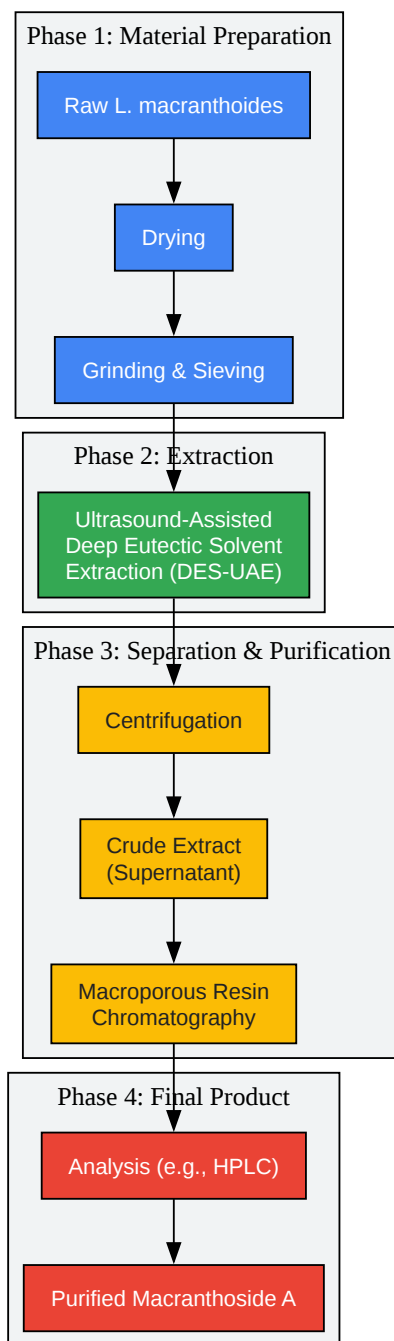 Phase 1: Material Preparation
Raw L. macranthoides
Drying
Grinding & Sieving
Phase 2: Extraction
Ultrasound-Assisted
Deep Eutectic Solvent
Extraction (DES-UAE)
Phase 3: Separation & Purification
Centrifugation
Crude Extract
(Supernatant)
Macroporous Resin
Chromatography
Phase 4: Final Product
Analysis (e.g., HPLC)
Purified Macranthoside A